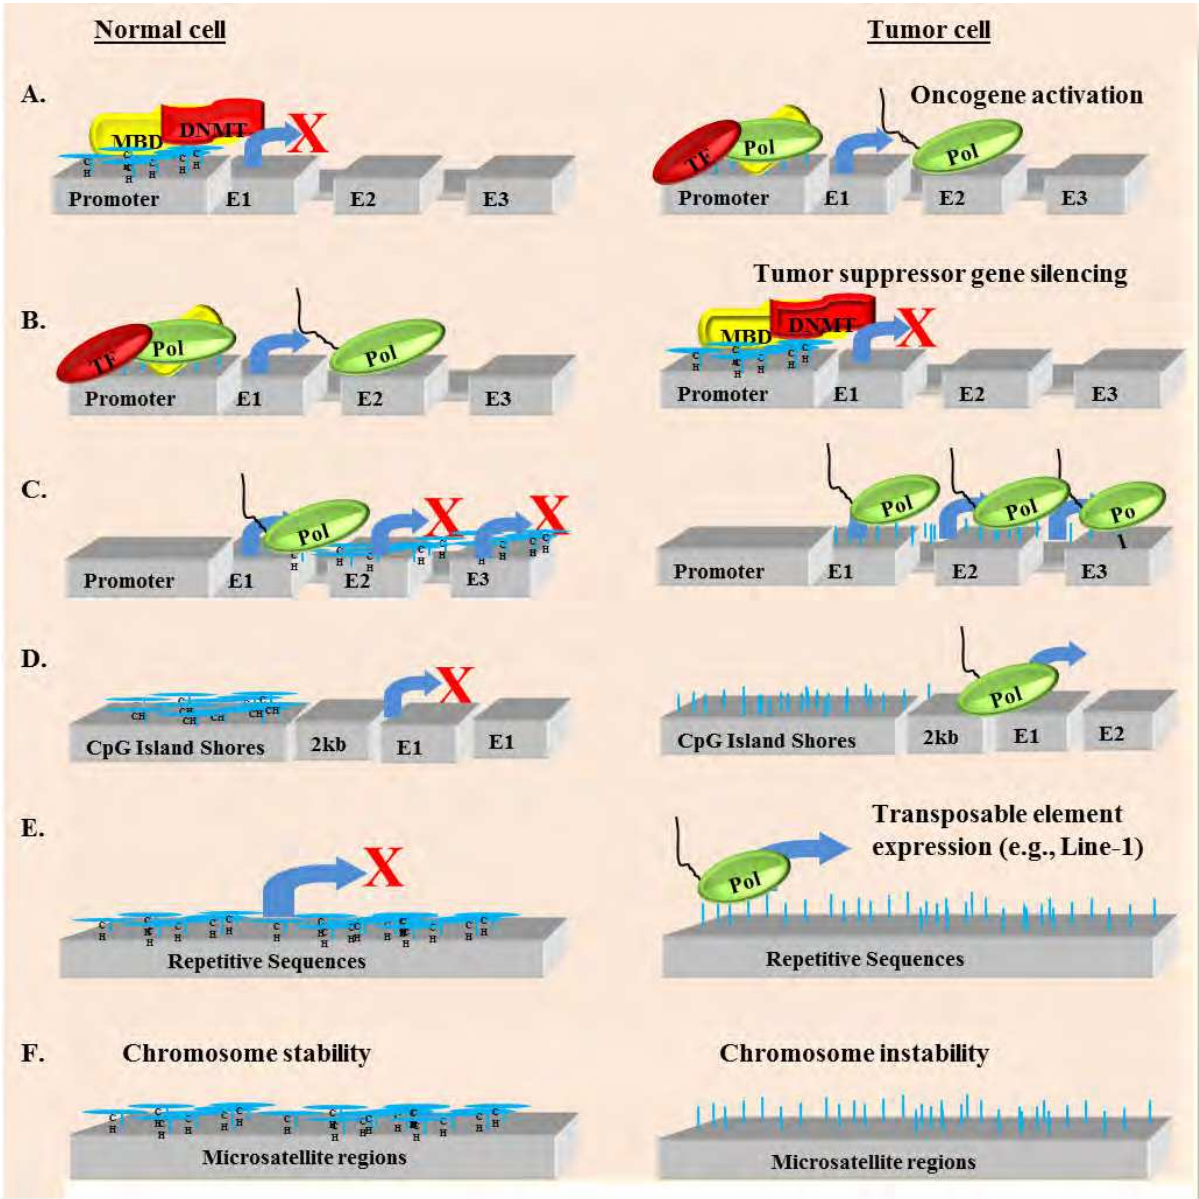 Normal cell
Tumor cell
A.
MBD
DNMT
X
Promoter
E1
E2
E3
Oncogene activation
TF
Pol
Pol
Promoter
E1
E2
E3
B.
TF
Pol
Pol
Promoter
E1
E2
E3
Tumor suppressor gene silencing
MBD
DNMT
X
Promoter
E1
E2
E3
C.
Pol
X
X
Promoter
E1
E2
E3
Pol
Pol
Po
l
Promoter
E1
E2
E3
D.
X
CH
CH
CH
CH
CpG Island Shores
2kb
E1
E1
Pol
CpG Island Shores
2kb
E1
E2
E.
X
Repetitive Sequences
Transposable element
expression (e.g., Line-1)
Pol
Repetitive Sequences
F.
Chromosome stability
Microsatellite regions
Chromosome instability
Microsatellite regions